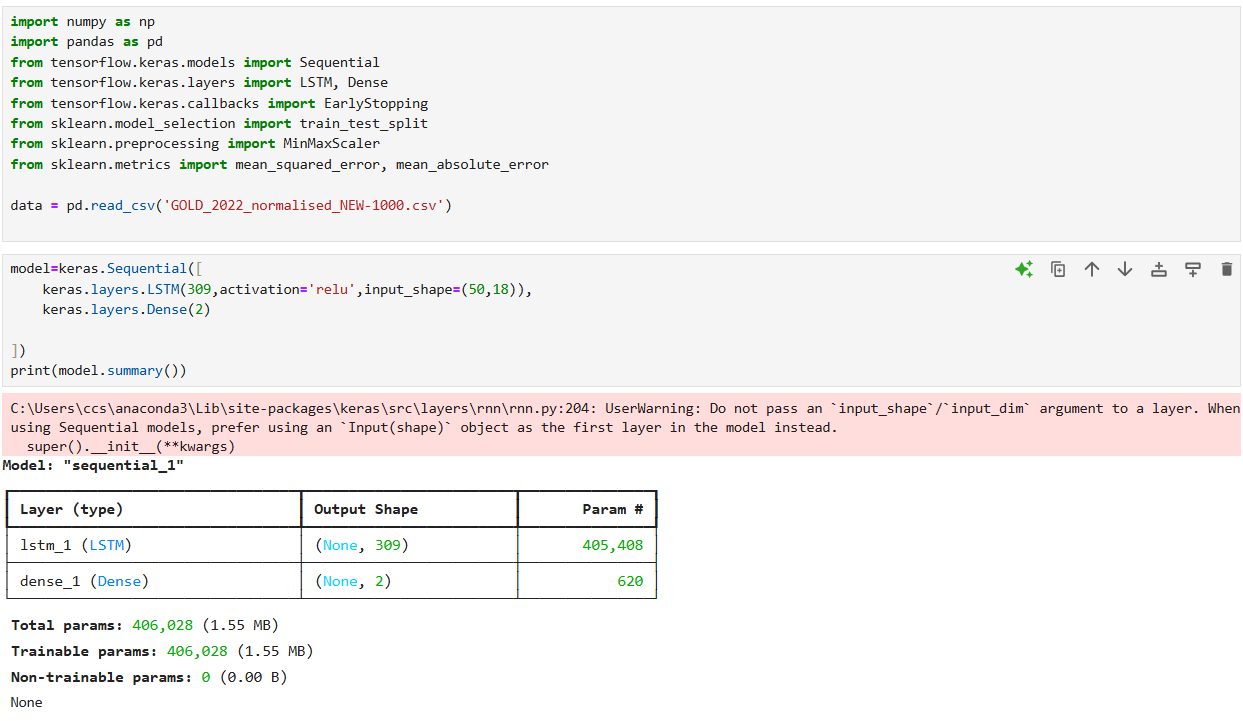 import numpy as np
import pandas as pd
from tensorflow.keras.models import Sequential
from tensorflow.keras.layers import LSTM, Dense
from tensorflow.keras.callbacks import EarlyStopping
from sklearn.model_selection import train_test_split
from sklearn.preprocessing import MinMaxScaler
from sklearn.metrics import mean_squared_error, mean_absolute_error

data = pd.read_csv('GOLD_2022_normalised_NEW-1000.csv')

model=keras.Sequential([
    keras.layers.LSTM(309,activation='relu',input_shape=(50,18)),
    keras.layers.Dense(2)

])
print(model.summary())

C:\Users\ccs\anaconda3\Lib\site-packages\keras\src\layers\rnn\rnn.py:204: UserWarning: Do not pass an `input_shape`/`input_dim` argument to a layer. When
using Sequential models, prefer using an `Input(shape)` object as the first layer in the model instead.
  super().__init__(**kwargs)
Model: "sequential_1"
Layer (type) Output Shape Param #
lstm_1 (LSTM) (None, 309) 405,408
dense_1 (Dense) (None, 2) 620
Total params: 406,028 (1.55 MB)
Trainable params: 406,028 (1.55 MB)
Non-trainable params: 0 (0.00 B)
None